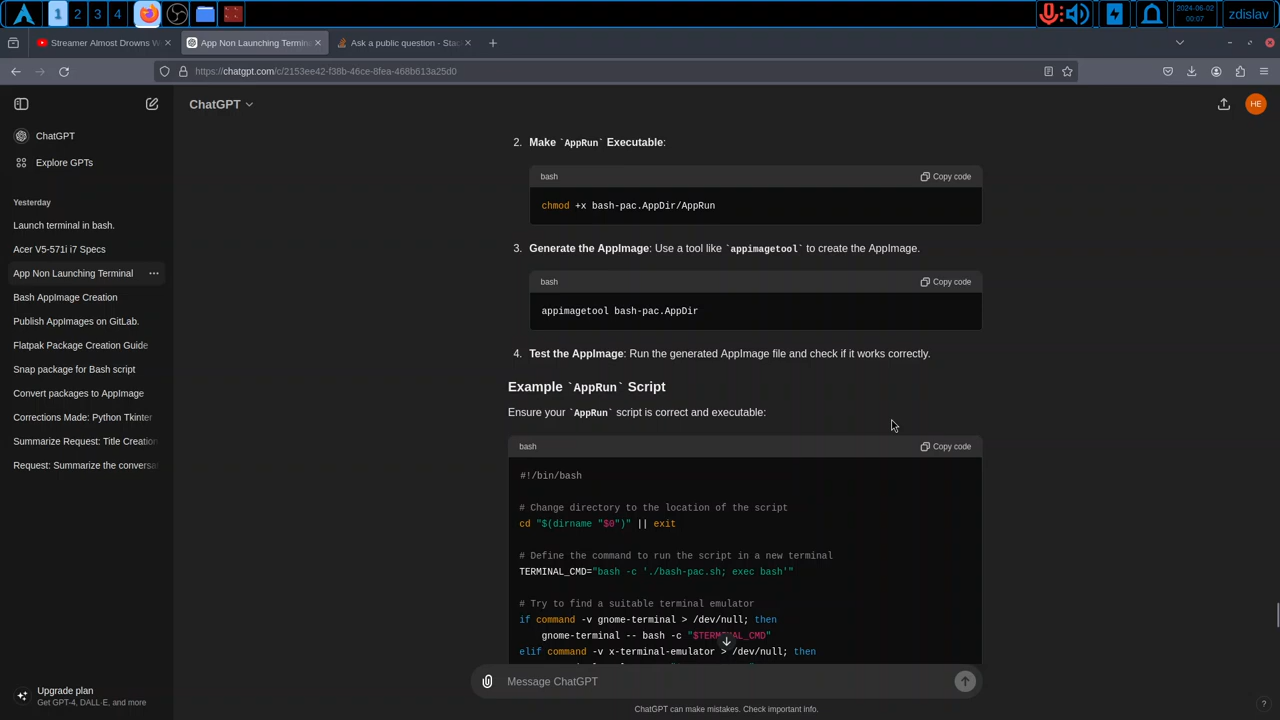 1 2 3 4
2024-06-02
00:07
zdislav
Streamer Almost Drowns W
App Non Launching Termin
Ask a public question - Stac
https://chatgpt.com/c/2153ee42-f38b-46ce-8fea-468b613a25d0
ChatGPT
HE
ChatGPT
Explore GPTs
Yesterday
Launch terminal in bash.
Acer V5-571i i7 Specs
App Non Launching Terminal
Bash AppImage Creation
Publish AppImages on GitLab.
Flatpak Package Creation Guide
Snap package for Bash script
Convert packages to AppImage
Corrections Made: Python Tkinter
Summarize Request: Title Creation
Request: Summarize the conversa
Upgrade plan
Get GPT-4, DALL·E, and more
2. Make `AppRun` Executable:
bash Copy code
chmod +x bash-pac.AppDir/AppRun
3. Generate the AppImage: Use a tool like `appimagetool` to create the AppImage.
bash Copy code
appimagetool bash-pac.AppDir
4. Test the AppImage: Run the generated AppImage file and check if it works correctly.
Example `AppRun` Script
Ensure your `AppRun` script is correct and executable:
bash Copy code
#!/bin/bash
# Change directory to the location of the script
cd "$(dirname "$0")" || exit
# Define the command to run the script in a new terminal
TERMINAL_CMD="bash -c './bash-pac.sh; exec bash'"
# Try to find a suitable terminal emulator
if command -v gnome-terminal > /dev/null; then
gnome-terminal -- bash -c "$TERMINAL_CMD"
elif command -v x-terminal-emulator > /dev/null; then
Message ChatGPT
ChatGPT can make mistakes. Check important info.
?